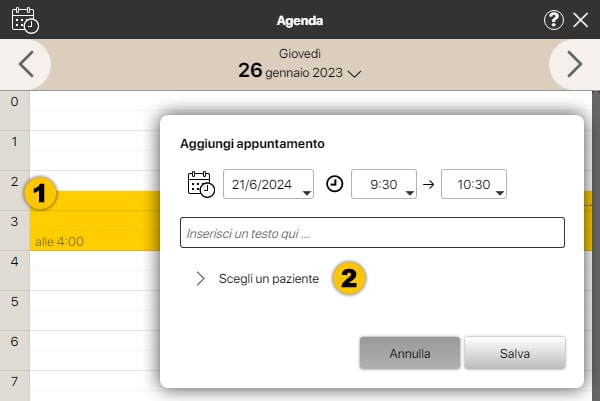 Agenda
?
Giovedì
26 gennaio 2023
0
1
2
3
4
5
6
7
1
...
alle 4:00
Aggiungi appuntamento
21/6/2024 9:30 → 10:30
Inserisci un testo qui ...
Scegli un paziente 2
Annulla Salva